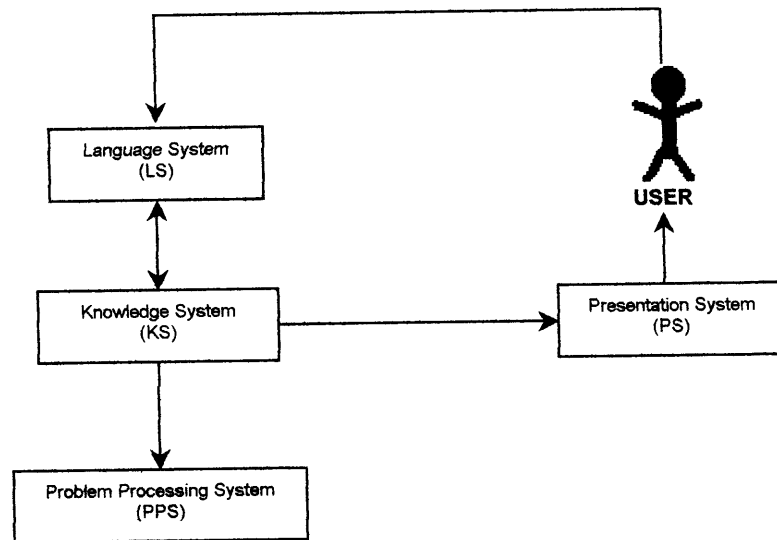 Language System
(LS)
USER
Knowledge System
(KS)
Presentation System
(PS)
Problem Processing System
(PPS)